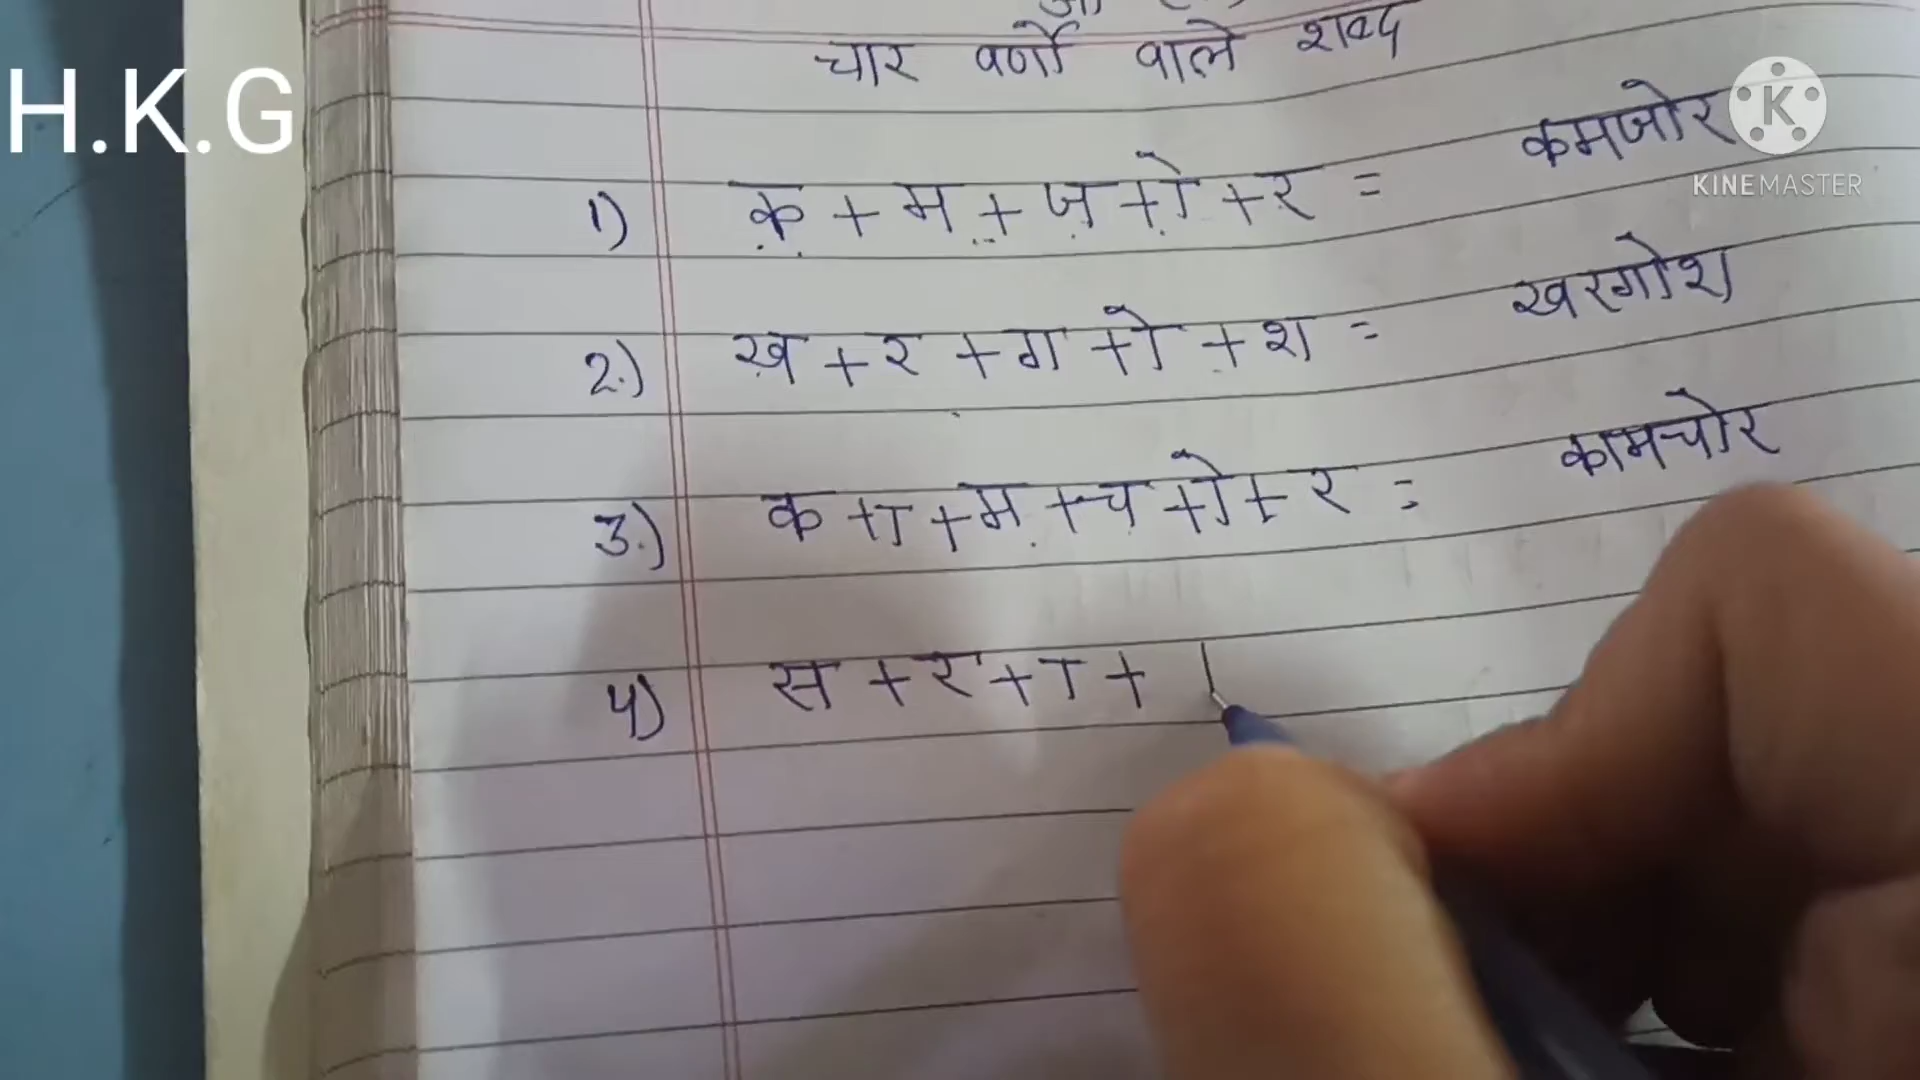 चार वर्णो वाले शब्द
H.K.G
1) क + म + ज + ो + र = कमजोर
KINEMASTER
2.) ख + र + ग + ो + श = खरगोश
3.) क + ा + म + च + ो + र = कामचोर
4) स + र + ा +